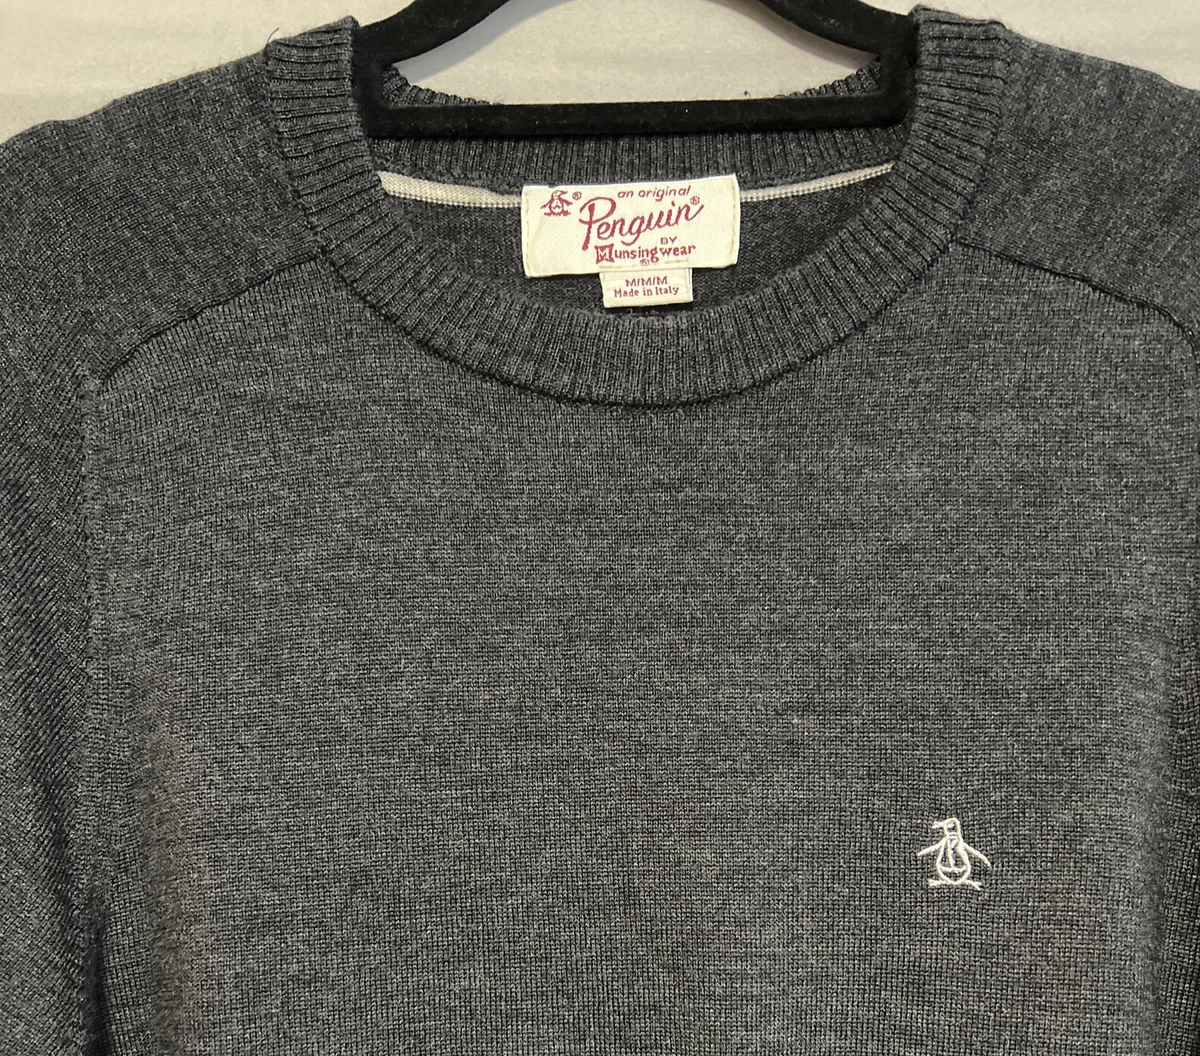 an original
Penguin®
BY
Munsingwear®
M/M/M
Made in Italy